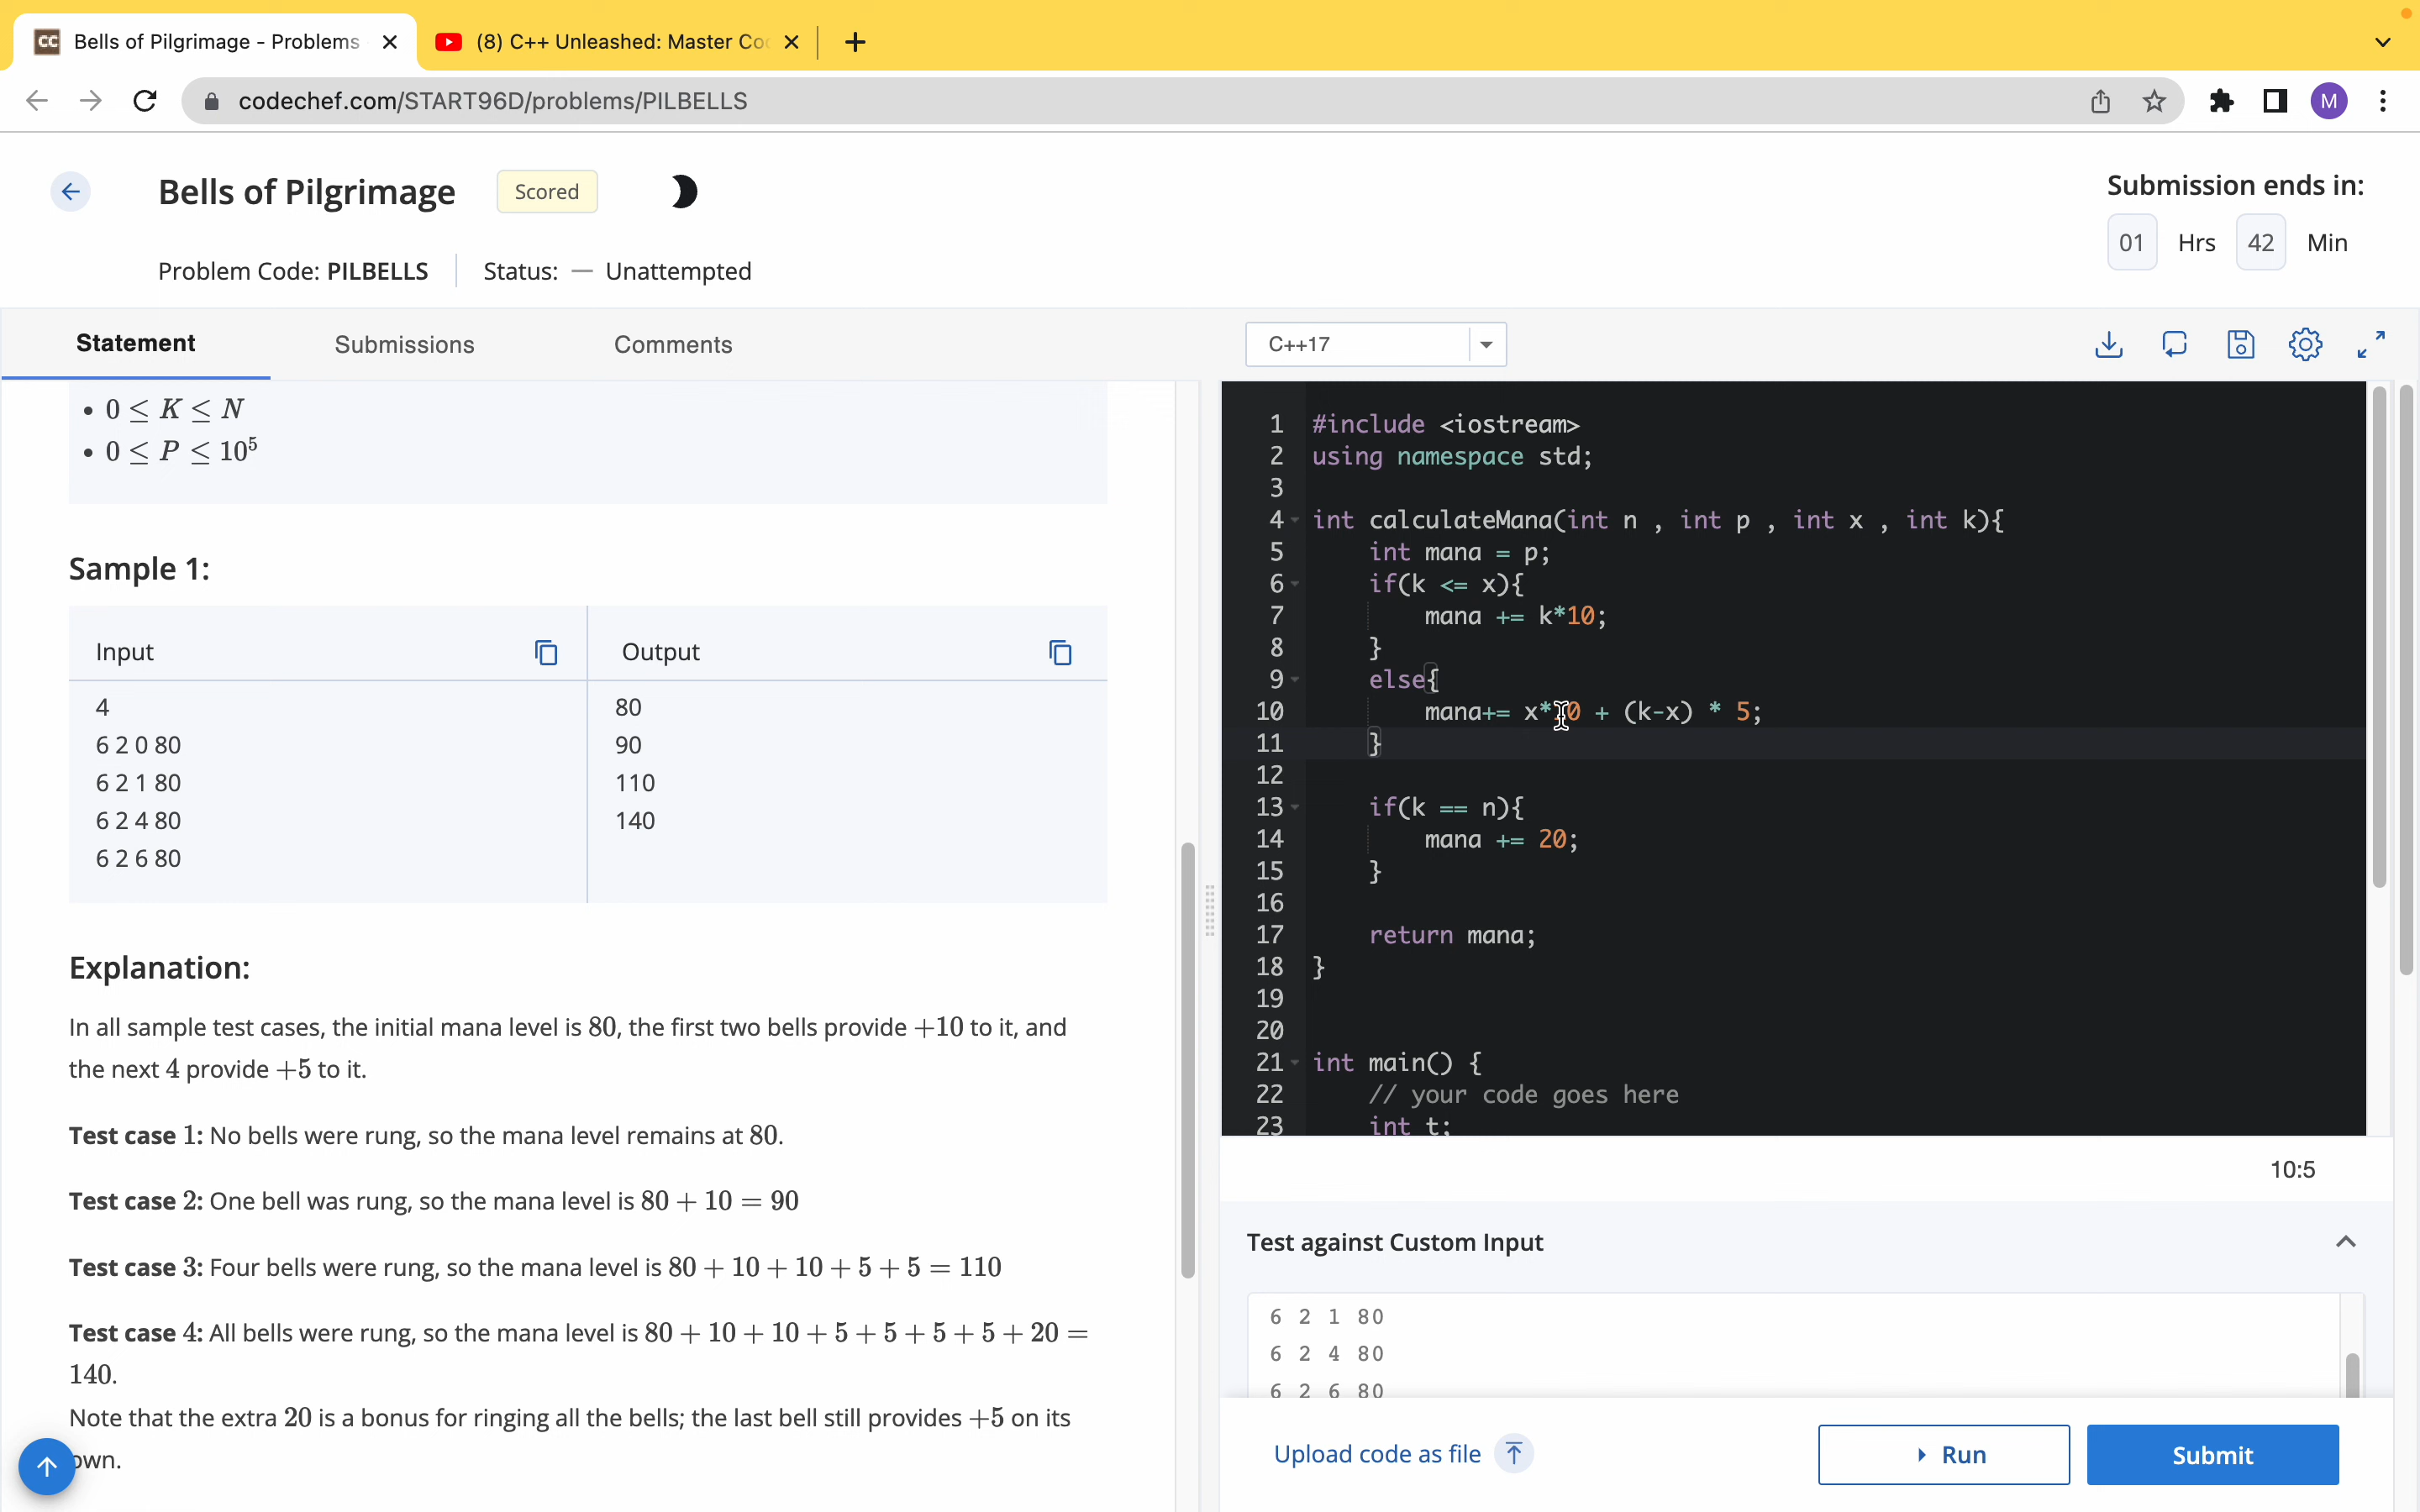 Bells of Pilgrimage - Problems
(8) C++ Unleashed: Master Co
codechef.com/START96D/problems/PILBELLS
M
Bells of Pilgrimage
Scored
Submission ends in:
01 Hrs 42 Min
Problem Code: PILBELLS
Status: — Unattempted
Statement
Submissions
Comments
• 0 ≤ K ≤ N
• 0 ≤ P ≤ 10⁵
Sample 1:
Input
Output
4
6 2 0 80
6 2 1 80
6 2 4 80
6 2 6 80
80
90
110
140
Explanation:
In all sample test cases, the initial mana level is 80, the first two bells provide +10 to it, and
the next 4 provide +5 to it.
Test case 1: No bells were rung, so the mana level remains at 80.
Test case 2: One bell was rung, so the mana level is 80 + 10 = 90
Test case 3: Four bells were rung, so the mana level is 80 + 10 + 10 + 5 + 5 = 110
Test case 4: All bells were rung, so the mana level is 80 + 10 + 10 + 5 + 5 + 5 + 5 + 20 =
140.
Note that the extra 20 is a bonus for ringing all the bells; the last bell still provides +5 on its
own.
C++17
1 #include <iostream>
2 using namespace std;
3
4 int calculateMana(int n , int p , int x , int k){
5 int mana = p;
6 if(k <= x){
7 mana += k*10;
8 }
9 else{
10 mana+= x*10 + (k-x) * 5;
11 }
12
13 if(k == n){
14 mana += 20;
15 }
16
17 return mana;
18 }
19
20
21 int main() {
22 // your code goes here
23 int t;
10:5
Test against Custom Input
6 2 1 80
6 2 4 80
6 2 6 80
Upload code as file
Run
Submit